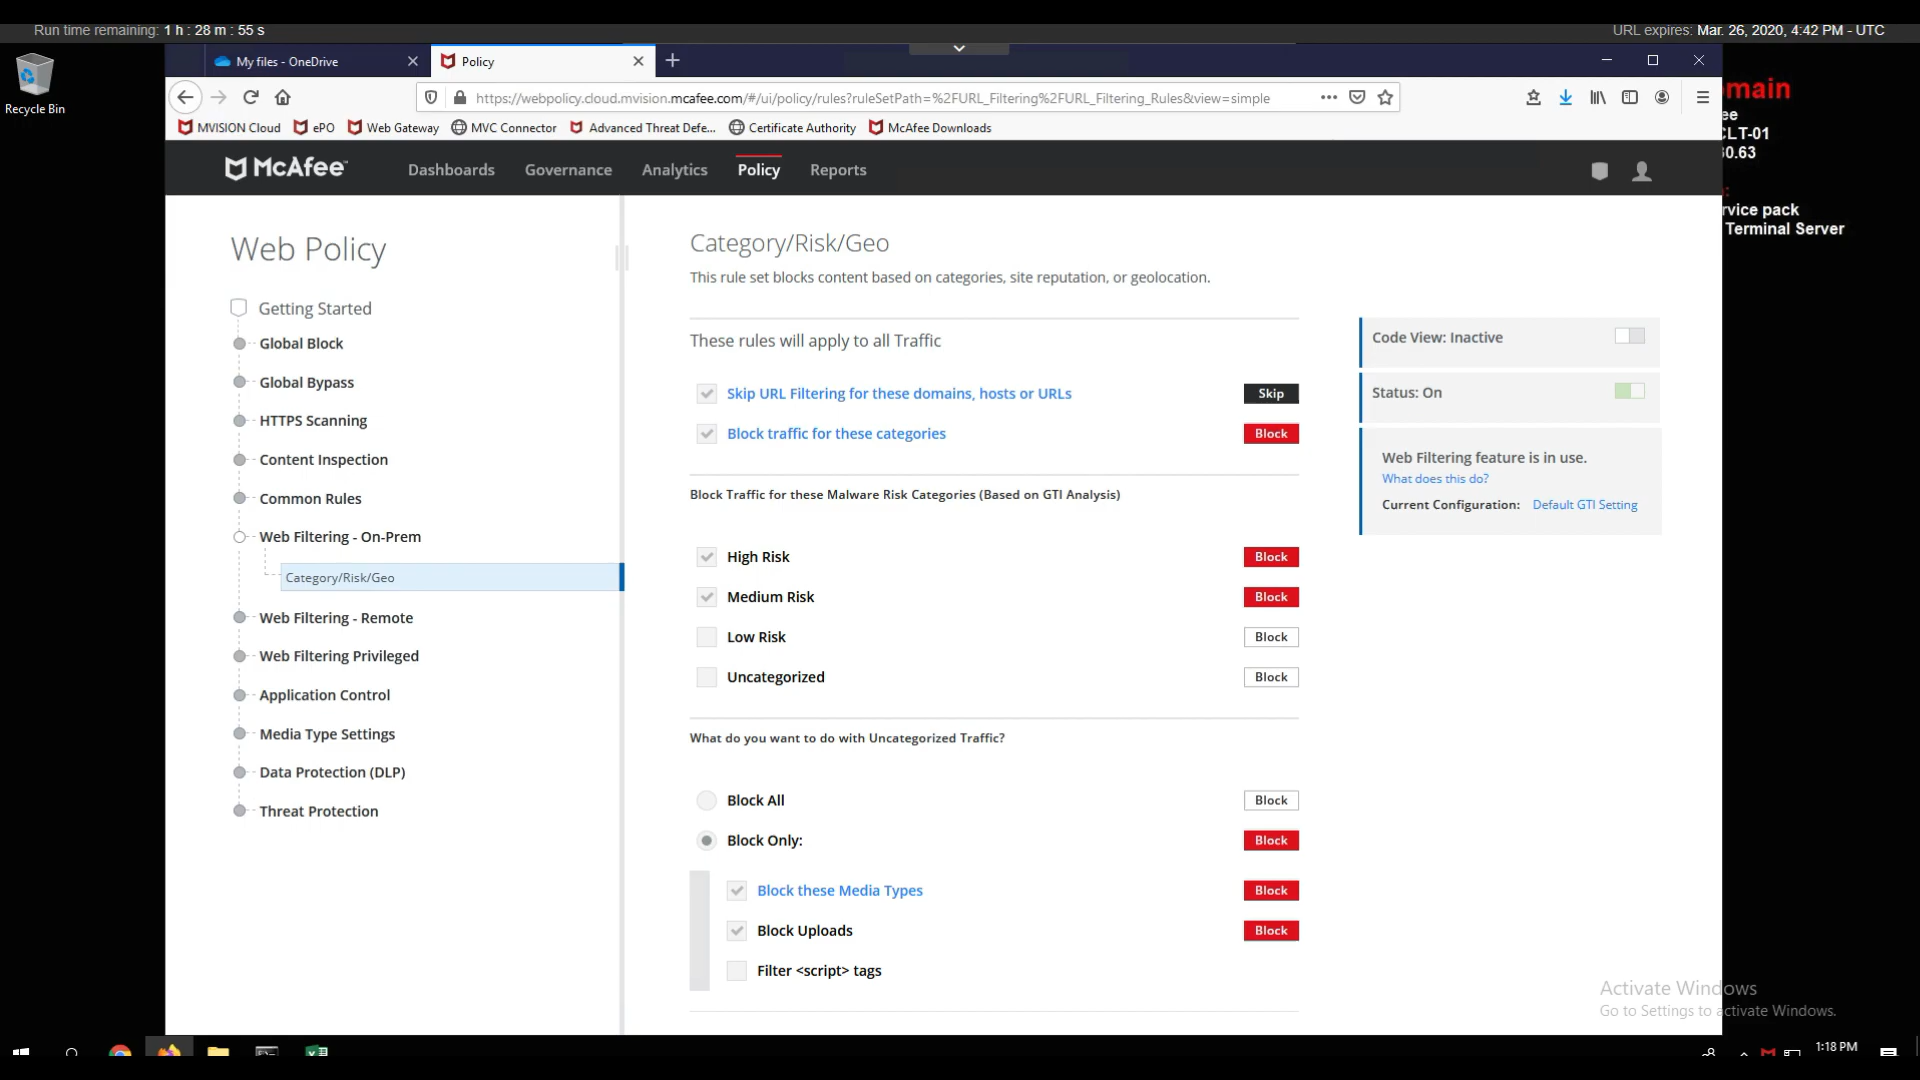 Run time remaining: 1 h : 28 m : 55 s
URL expires: Mar. 26, 2020, 4:42 PM - UTC
Recycle Bin
My files - OneDrive
Policy
https://webpolicy.cloud.mvision.mcafee.com/#/ui/policy/rules?ruleSetPath=%2FURL_Filtering%2FURL_Filtering_Rules&view=simple
MVISION Cloud
ePO
Web Gateway
MVC Connector
Advanced Threat Defe...
Certificate Authority
McAfee Downloads
main
ee
CLT-01
60.63
rvice pack
Terminal Server
McAfee™
Dashboards
Governance
Analytics
Policy
Reports
Web Policy
Getting Started
Global Block
Global Bypass
HTTPS Scanning
Content Inspection
Common Rules
Web Filtering - On-Prem
Category/Risk/Geo
Web Filtering - Remote
Web Filtering Privileged
Application Control
Media Type Settings
Data Protection (DLP)
Threat Protection
Category/Risk/Geo
This rule set blocks content based on categories, site reputation, or geolocation.
These rules will apply to all Traffic
Skip URL Filtering for these domains, hosts or URLs Skip
Block traffic for these categories Block
Block Traffic for these Malware Risk Categories (Based on GTI Analysis)
High Risk Block
Medium Risk Block
Low Risk Block
Uncategorized Block
What do you want to do with Uncategorized Traffic?
Block All Block
Block Only: Block
Block these Media Types Block
Block Uploads Block
Filter <script> tags
Code View: Inactive
Status: On
Web Filtering feature is in use.
What does this do?
Current Configuration: Default GTI Setting
Activate Windows
Go to Settings to activate Windows.
1:18 PM